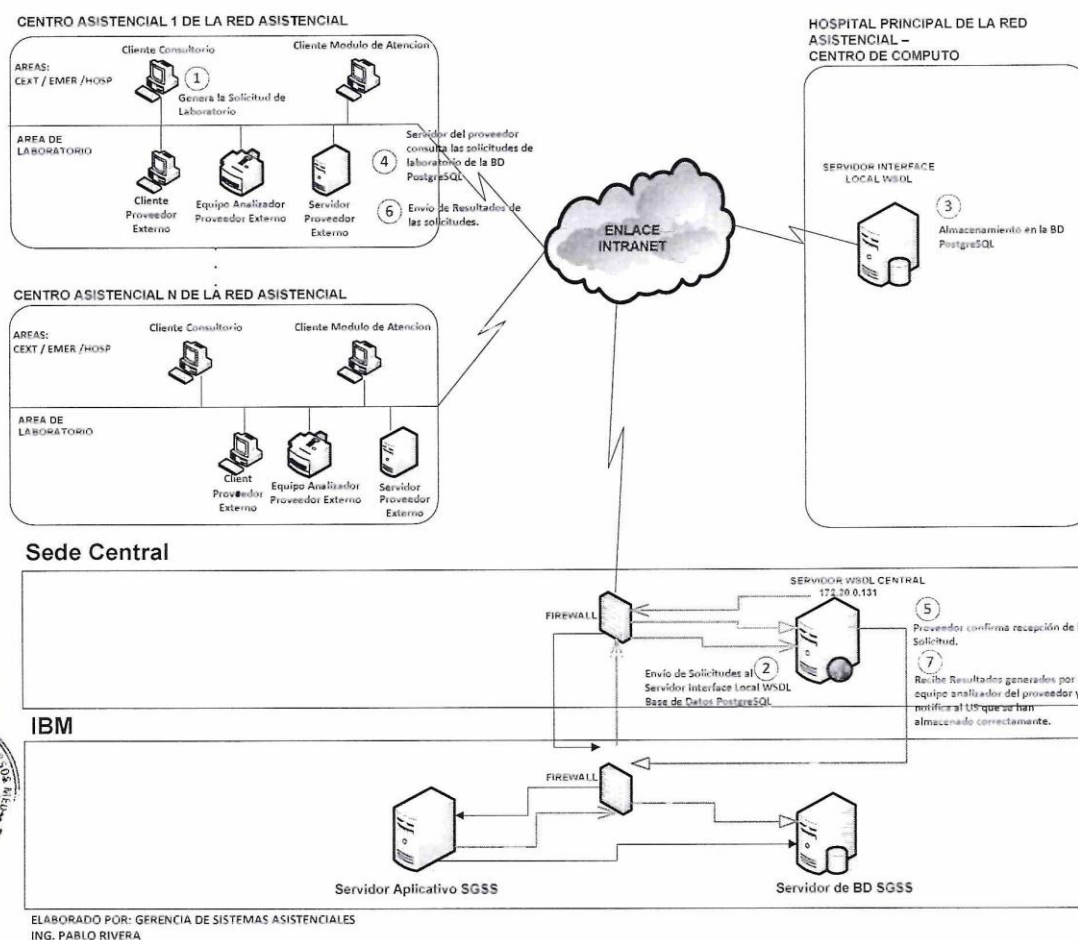 CENTRO ASISTENCIAL 1 DE LA RED ASISTENCIAL
Cliente Consultorio
Cliente Modulo de Atencion
AREAS:
CEXT / EMER /HOSP
1
Genera la Solicitud de
Laboratorio
AREA DE
LABORATORIO
Cliente
Proveedor
Externo
Equipo Analizador
Proveedor Externo
Servidor
Proveedor
Externo
4
Servidor del proveedor
consulta las solicitudes de
laboratorio de la BD
PostgreSQL
6
Envio de Resultados de
las solicitudes.
CENTRO ASISTENCIAL N DE LA RED ASISTENCIAL
Cliente Consultorio
Cliente Modulo de Atencion
AREAS:
CEXT / EMER /HOSP
AREA DE
LABORATORIO
Client
Proveedor
Externo
Equipo Analizador
Proveedor Externo
Servidor
Proveedor
Externo
ENLACE
INTRANET
HOSPITAL PRINCIPAL DE LA RED
ASISTENCIAL –
CENTRO DE COMPUTO
SERVIDOR INTERFACE
LOCAL WSDL
3
Almacenamiento en la BD
PostgreSQL
Sede Central
FIREWALL
SERVIDOR WSDL CENTRAL
172.20.0.131
2
Envio de Solicitudes al
Servidor Interface Local WSDL
Base de Datos PostgreSQL
5
Proveedor confirma recepción de
Solicitud.
7
Recibe Resultados generados por
equipo analizador del proveedor y
notifica al US que se han
almacenado correctamente.
IBM
FIREWALL
Servidor Aplicativo SGSS
Servidor de BD SGSS
ELABORADO POR: GERENCIA DE SISTEMAS ASISTENCIALES
ING. PABLO RIVERA